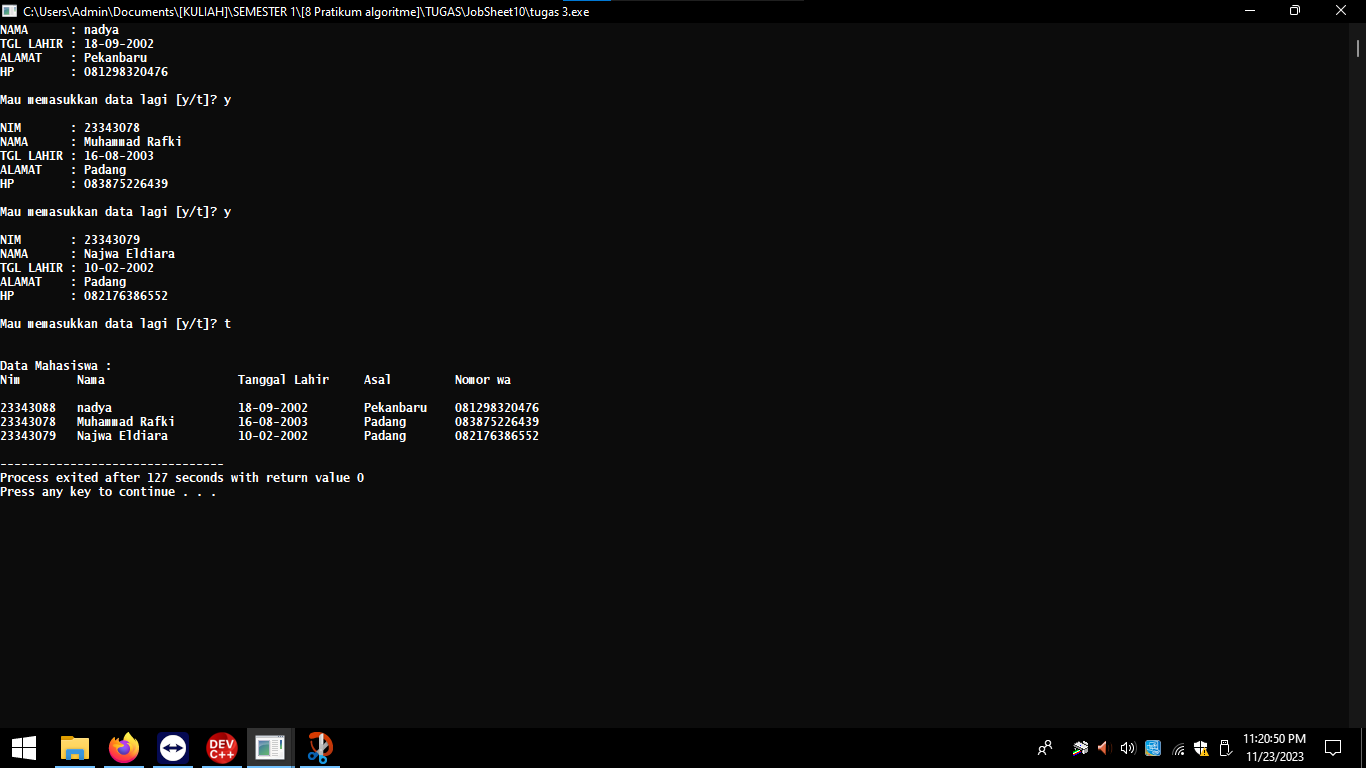 C:\Users\Admin\Documents\[KULIAH]\SEMESTER 1\[8 Pratikum algoritme]\TUGAS\JobSheet10\tugas 3.exe
NAMA : nadya
TGL LAHIR : 18-09-2002
ALAMAT : Pekanbaru
HP : 081298320476
Mau memasukkan data lagi [y/t]? y
NIM : 23343078
NAMA : Muhammad Rafki
TGL LAHIR : 16-08-2003
ALAMAT : Padang
HP : 083875226439
Mau memasukkan data lagi [y/t]? y
NIM : 23343079
NAMA : Najwa Eldiara
TGL LAHIR : 10-02-2002
ALAMAT : Padang
HP : 082176386552
Mau memasukkan data lagi [y/t]? t
Data Mahasiswa :
Nim Nama Tanggal Lahir Asal Nomor wa
23343088 nadya 18-09-2002 Pekanbaru 081298320476
23343078 Muhammad Rafki 16-08-2003 Padang 083875226439
23343079 Najwa Eldiara 10-02-2002 Padang 082176386552
--------------------------------
Process exited after 127 seconds with return value 0
Press any key to continue . . .
DEV
C++
11:20:50 PM
11/23/2023